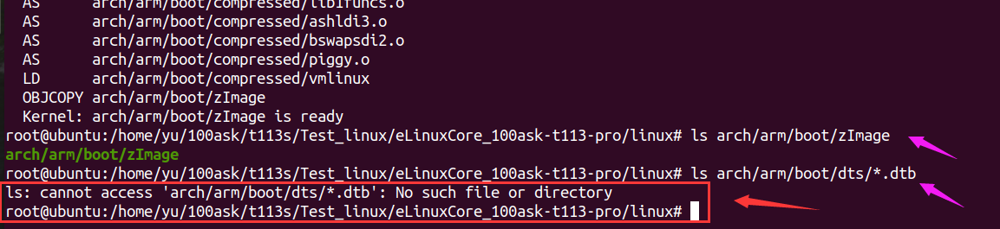 AS arch/arm/boot/compressed/lib1funcs.o
AS arch/arm/boot/compressed/ashldi3.o
AS arch/arm/boot/compressed/bswapsdi2.o
AS arch/arm/boot/compressed/piggy.o
LD arch/arm/boot/compressed/vmlinux
OBJCOPY arch/arm/boot/zImage
Kernel: arch/arm/boot/zImage is ready
root@ubuntu:/home/yu/100ask/t113s/Test_linux/eLinuxCore_100ask-t113-pro/linux# ls arch/arm/boot/zImage
arch/arm/boot/zImage
root@ubuntu:/home/yu/100ask/t113s/Test_linux/eLinuxCore_100ask-t113-pro/linux# ls arch/arm/boot/dts/*.dtb
ls: cannot access 'arch/arm/boot/dts/*.dtb': No such file or directory
root@ubuntu:/home/yu/100ask/t113s/Test_linux/eLinuxCore_100ask-t113-pro/linux#